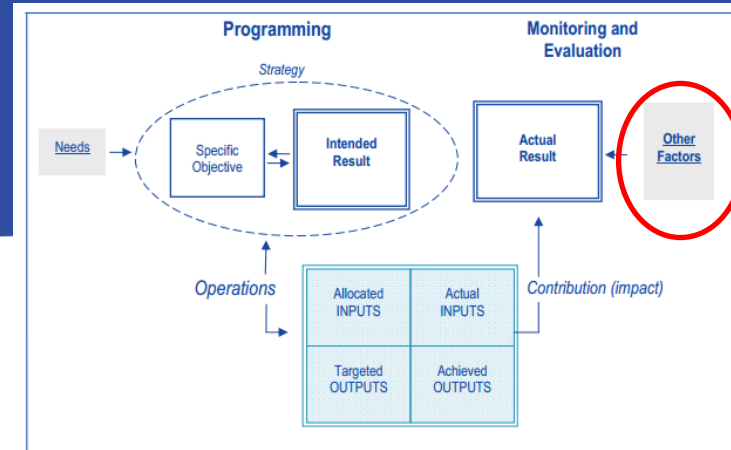 Programming
Monitoring and
Evaluation
Strategy
Needs
Specific
Objective
Intended
Result
Actual
Result
Other
Factors
Operations
Allocated
INPUTS
Actual
INPUTS
Contribution (impact)
Targeted
OUTPUTS
Achieved
OUTPUTS